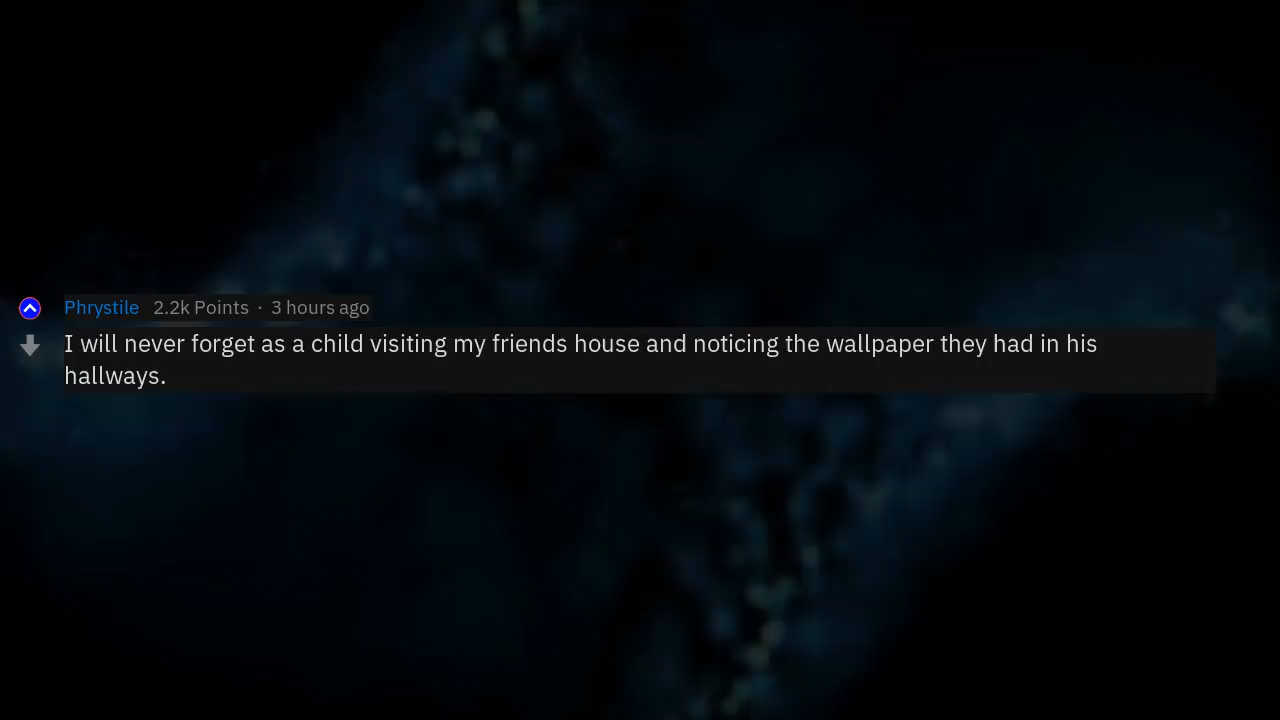 Phrystile 2.2k Points · 3 hours ago
I will never forget as a child visiting my friends house and noticing the wallpaper they had in his
hallways.